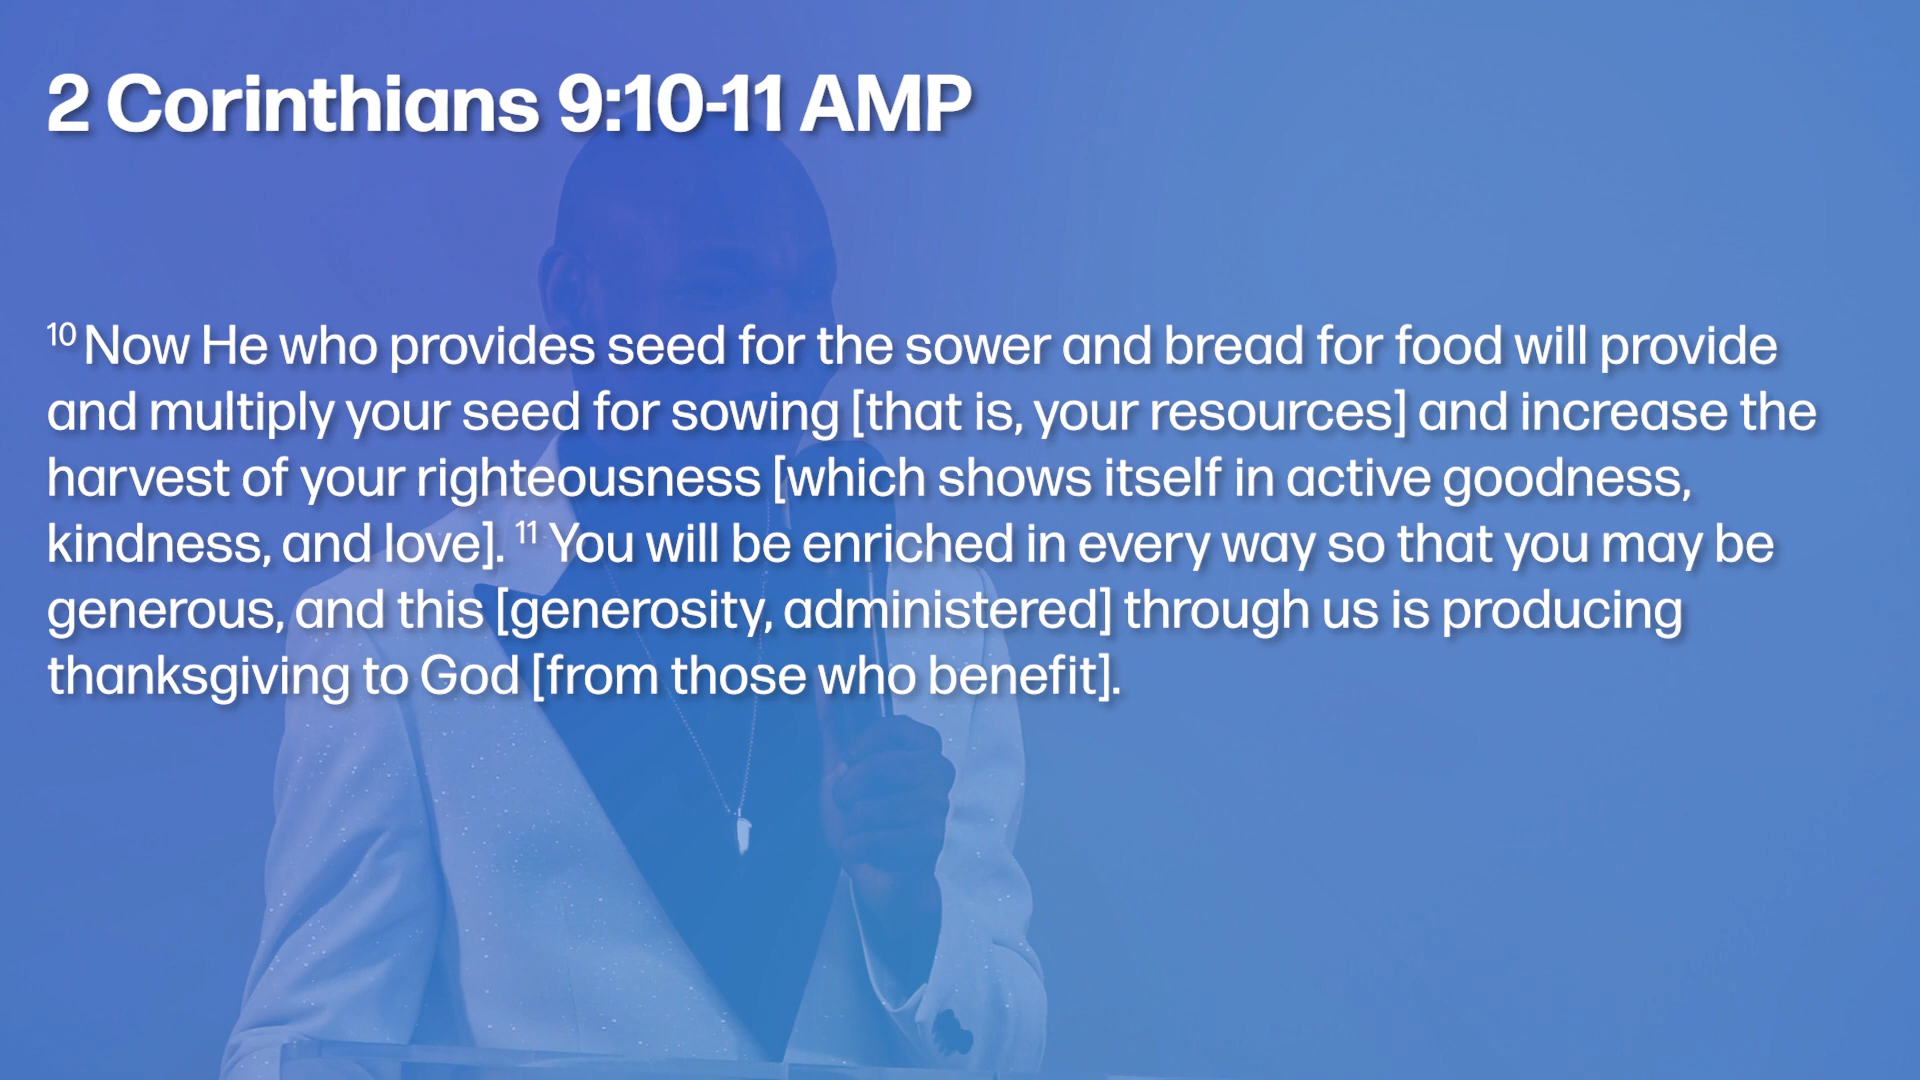 2 Corinthians 9:10-11 AMP
10 Now He who provides seed for the sower and bread for food will provide
and multiply your seed for sowing [that is, your resources] and increase the
harvest of your righteousness [which shows itself in active goodness,
kindness, and love]. 11 You will be enriched in every way so that you may be
generous, and this [generosity, administered] through us is producing
thanksgiving to God [from those who benefit].